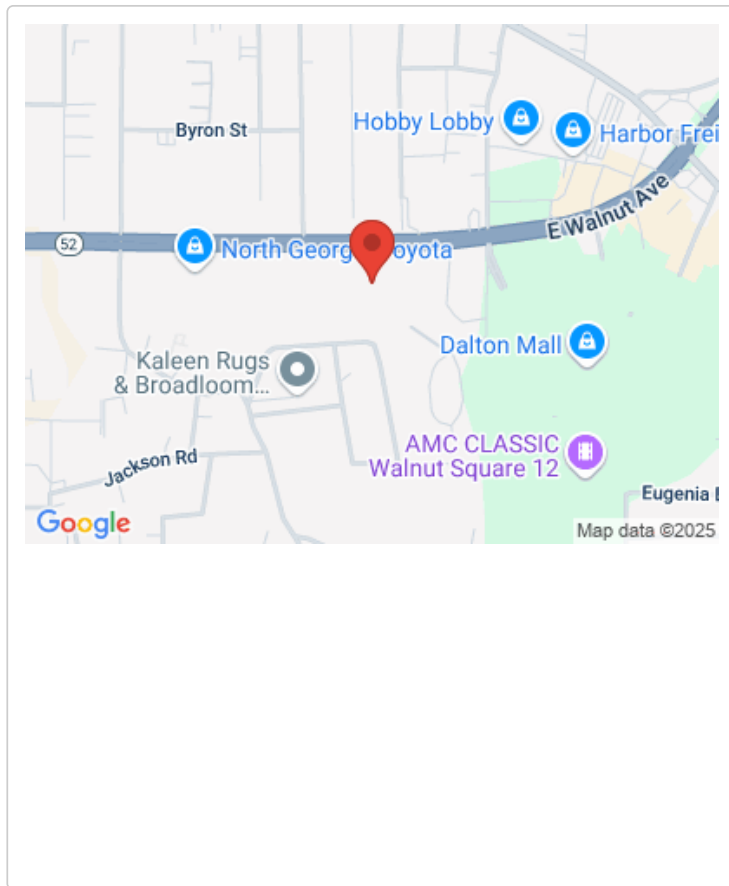 Byron St
Hobby Lobby
Harbor Frei
E Walnut Ave
52
North Georg oyota
Kaleen Rugs
& Broadloom...
Dalton Mall
Jackson Rd
AMC CLASSIC
Walnut Square 12
Eugenia
Google
Map data ©2025